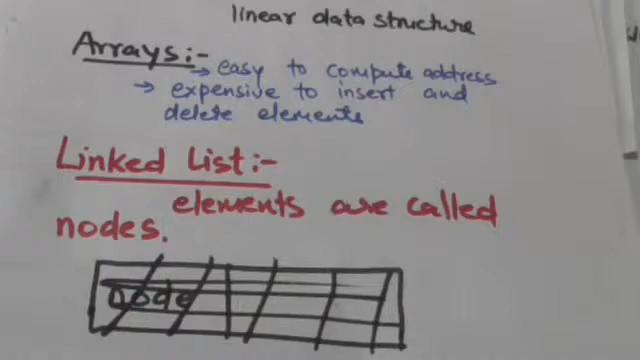 linear data structure
Arrays:-
→ easy to compute address
→ expensive to insert and
delete elements
Linked List:-
elements are called
nodes.
node